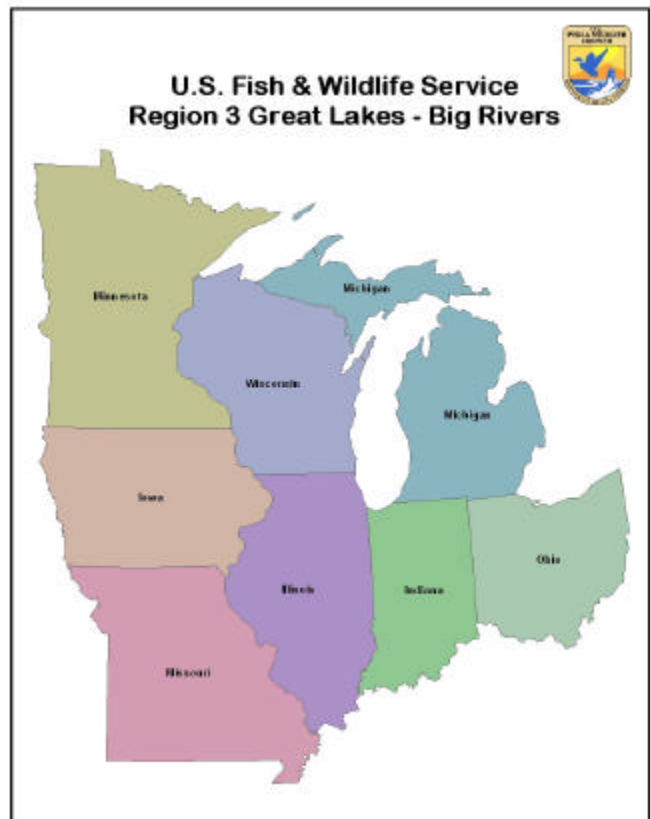 U.S. Fish & Wildlife Service
Region 3 Great Lakes - Big Rivers
Minnesota
Michigan
Wisconsin
Michigan
Iowa
Ohio
Illinois
Indiana
Missouri